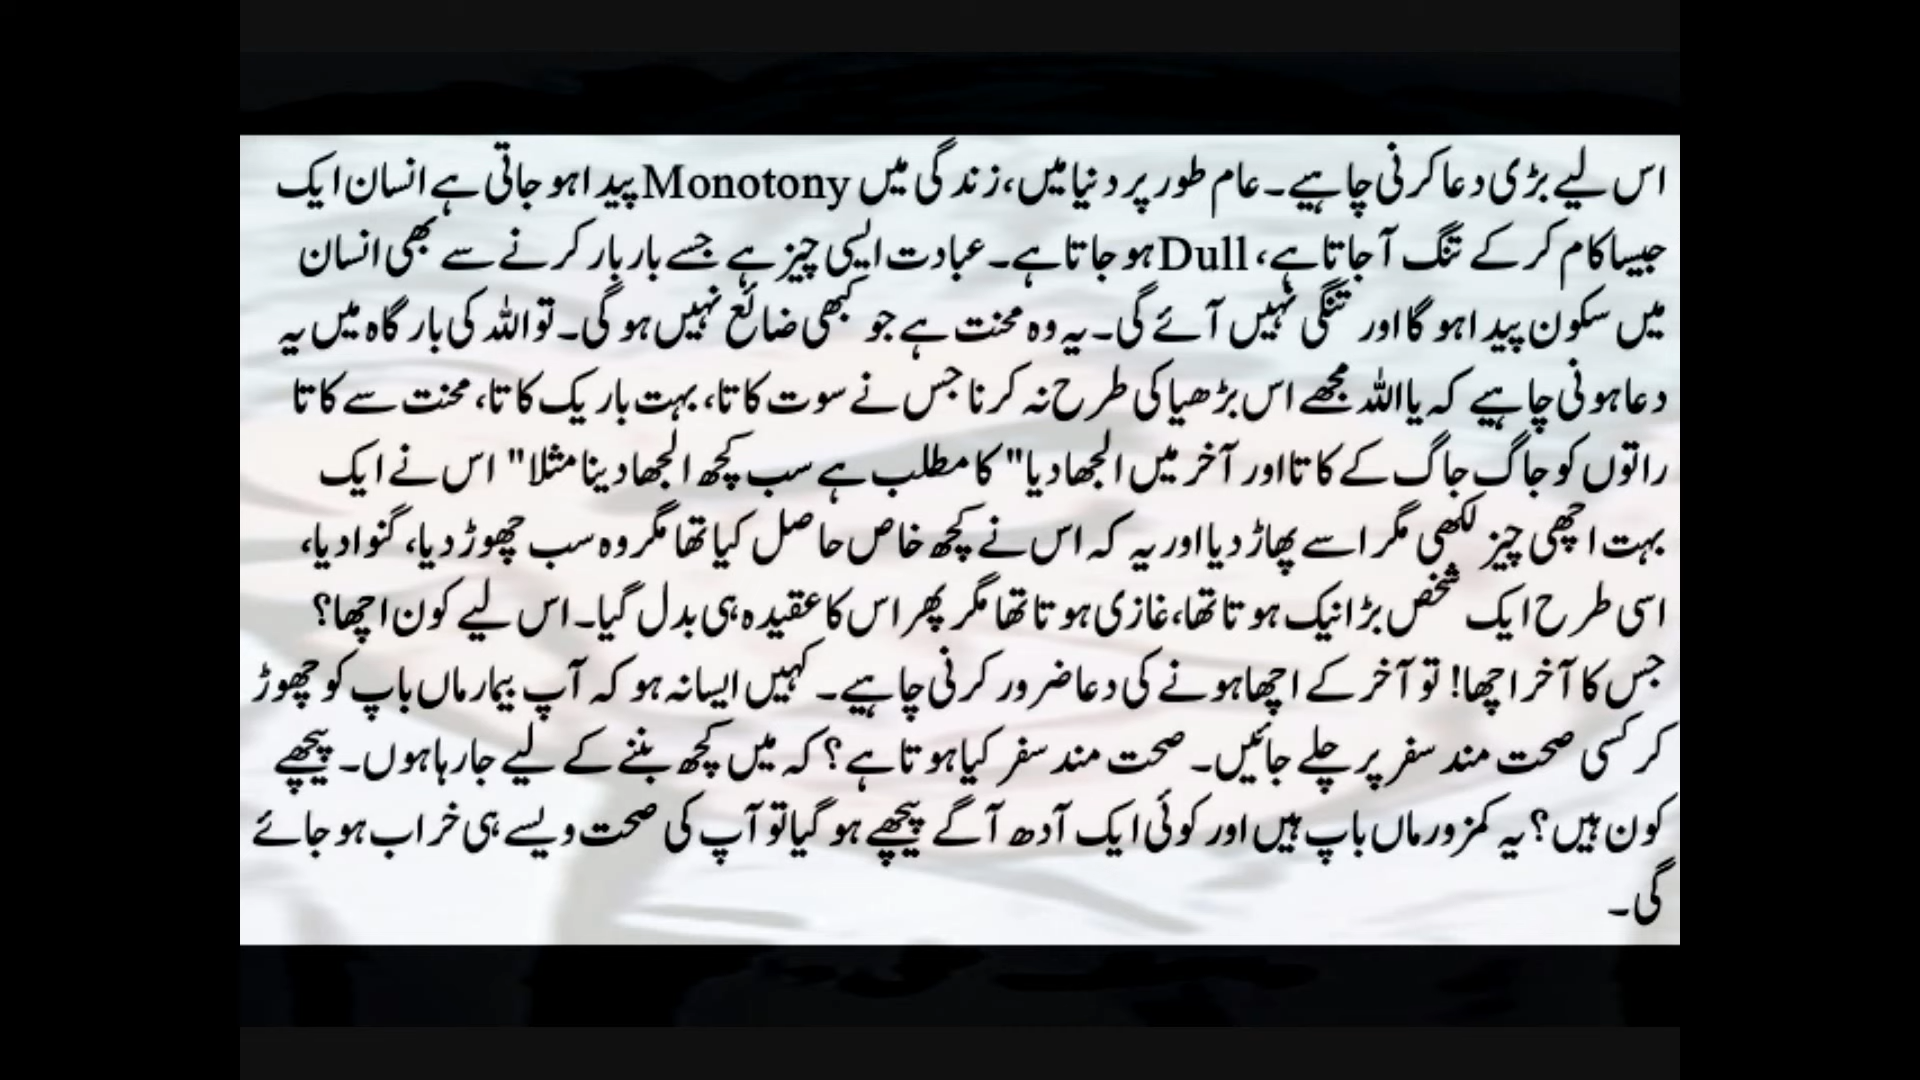 اس لیے بڑی دعا کرنی چاہیے۔ عام طور پر دنیا میں، زندگی میں Monotony پیدا ہو جاتی ہے انسان ایک
جیسا کام کر کے تنگ آ جاتا ہے، Dull ہو جاتا ہے۔ عبادت ایسی چیز ہے جسے بار بار کرنے سے بھی انسان
میں سکون پیدا ہو گا اور تنگی نہیں آئے گی۔ یہ وہ محنت ہے جو کبھی ضائع نہیں ہو گی۔ تو اللہ کی بارگاہ میں یہ
دعا ہونی چاہیے کہ یا اللہ مجھے اس بڑھیا کی طرح نہ کرنا جس نے سوت کاتا، بہت باریک کاتا، محنت سے کاتا
راتوں کو جاگ جاگ کے کاتا اور آخر میں الجھا دیا" کا مطلب ہے سب کچھ الجھا دینا مثلا" اس نے ایک
بہت اچھی چیز لکھی مگر اسے پھاڑ دیا اور یہ کہ اس نے کچھ خاص حاصل کیا تھا مگر وہ سب چھوڑ دیا، گنوا دیا،
اسی طرح ایک شخص بڑا نیک ہوتا تھا، غازی ہوتا تھا مگر پھر اس کا عقیدہ ہی بدل گیا۔ اس لیے کون اچھا؟
جس کا آخر اچھا! تو آخر کے اچھا ہونے کی دعا ضرور کرنی چاہیے۔ کہیں ایسا نہ ہو کہ آپ بیمار ماں باپ کو چھوڑ
کر کسی صحت مند سفر پر چلے جائیں۔ صحت مند سفر کیا ہوتا ہے؟ کہ میں کچھ بننے کے لیے جا رہا ہوں۔ پیچھے
کون ہیں؟ یہ کمزور ماں باپ ہیں اور کوئی ایک آدھ آگے پیچھے ہو گیا تو آپ کی صحت ویسے ہی خراب ہو جائے
گی۔